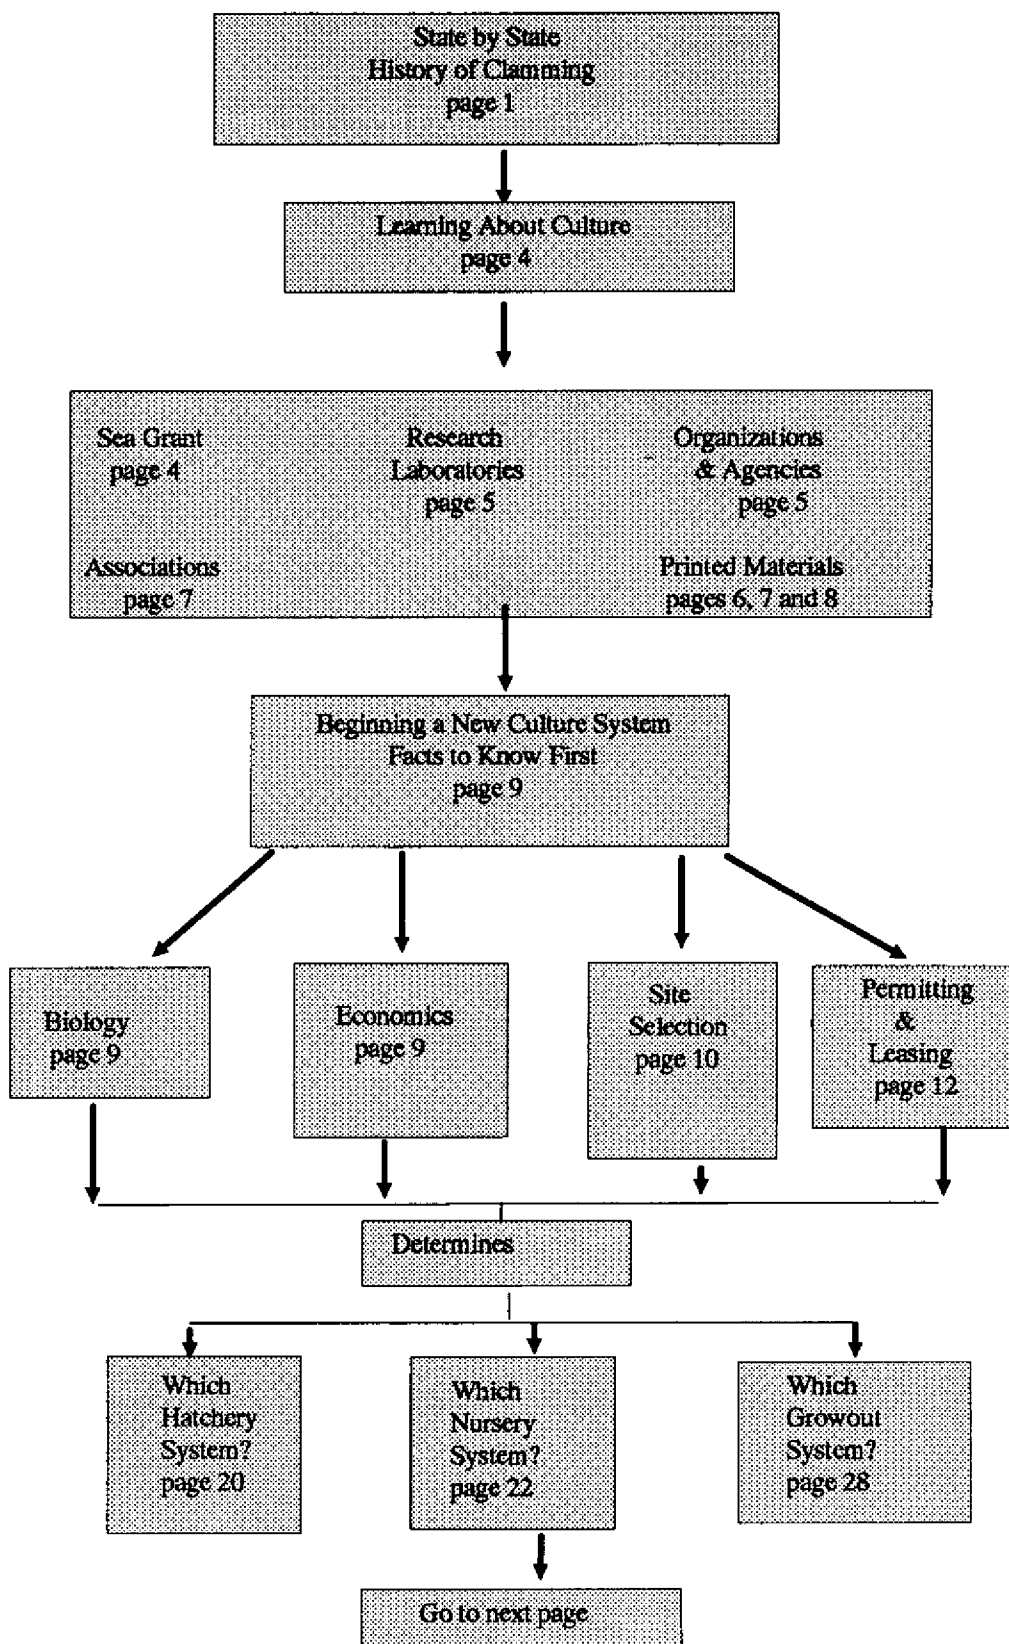 State by State
History of Clamming
page 1
Learning About Culture
page 4
Sea Grant
page 4
Research
Laboratories
page 5
Organizations
& Agencies
page 5
Associations
page 7
Printed Materials
pages 6, 7 and 8
Beginning a New Culture System
Facts to Know First
page 9
Biology
page 9
Economics
page 9
Site
Selection
page 10
Permitting
&
Leasing
page 12
Determines
Which
Hatchery
System?
page 20
Which
Nursery
System?
page 22
Which
Growout
System?
page 28
Go to next page